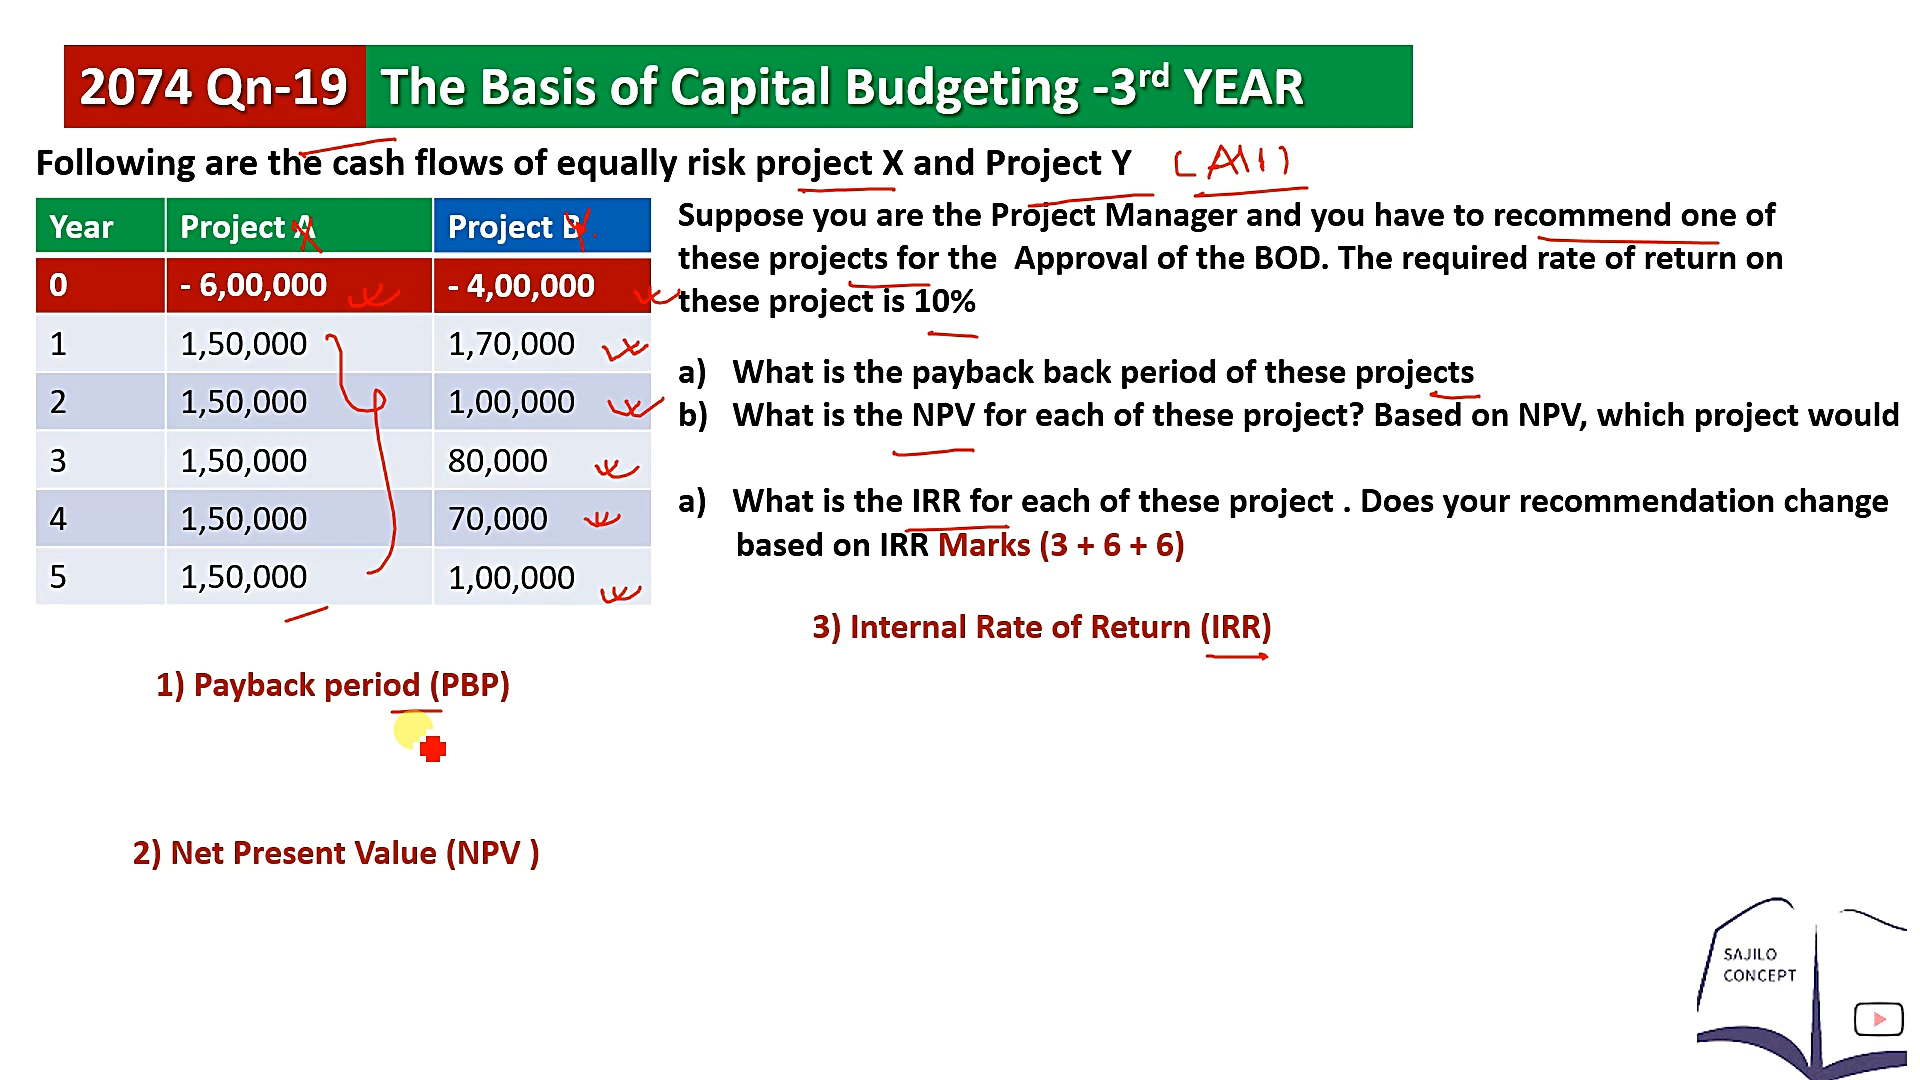 2074 Qn-19 The Basis of Capital Budgeting -3rd YEAR
Following are the cash flows of equally risk project X and Project Y
Year Project A X Project B Y
0 - 6,00,000 - 4,00,000
1 1,50,000 1,70,000
2 1,50,000 1,00,000
3 1,50,000 80,000
4 1,50,000 70,000
5 1,50,000 1,00,000
Suppose you are the Project Manager and you have to recommend one of
these projects for the Approval of the BOD. The required rate of return on
these project is 10%
a) What is the payback back period of these projects
b) What is the NPV for each of these project? Based on NPV, which project would
a) What is the IRR for each of these project . Does your recommendation change
based on IRR Marks (3 + 6 + 6)
3) Internal Rate of Return (IRR)
1) Payback period (PBP)
2) Net Present Value (NPV )
SAJILO
CONCEPT